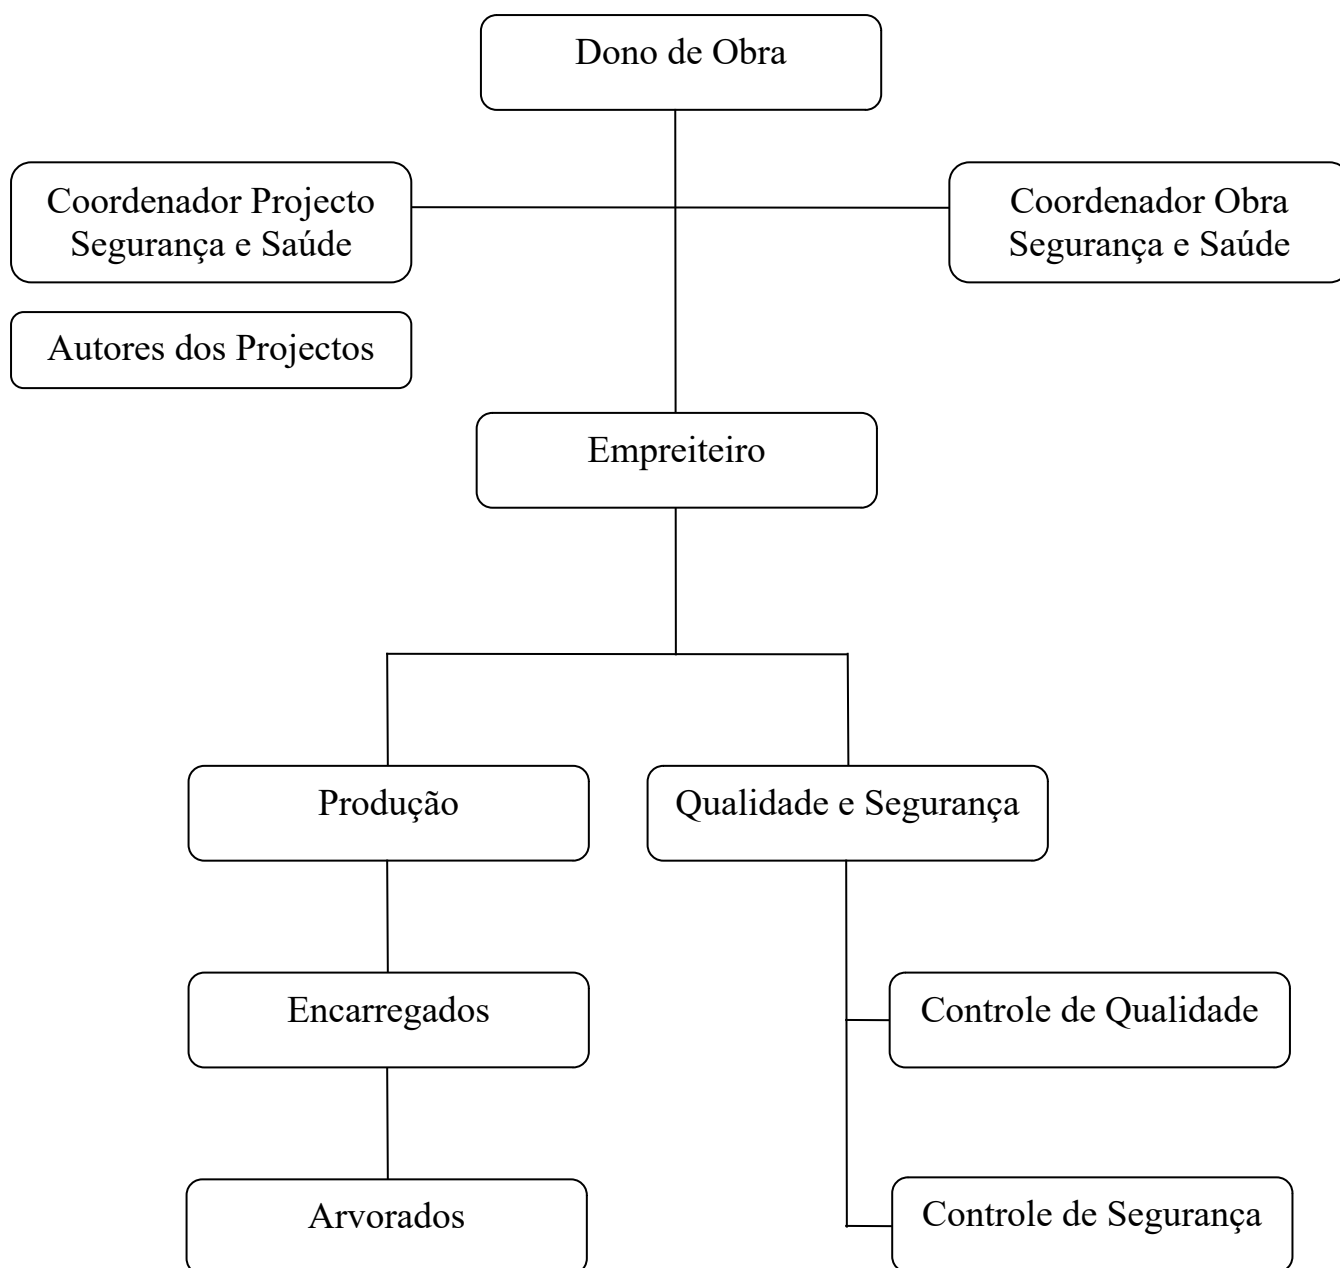 Dono de Obra
Coordenador Projecto
Segurança e Saúde
Coordenador Obra
Segurança e Saúde
Autores dos Projectos
Empreiteiro
Produção
Qualidade e Segurança
Encarregados
Controle de Qualidade
Arvorados
Controle de Segurança